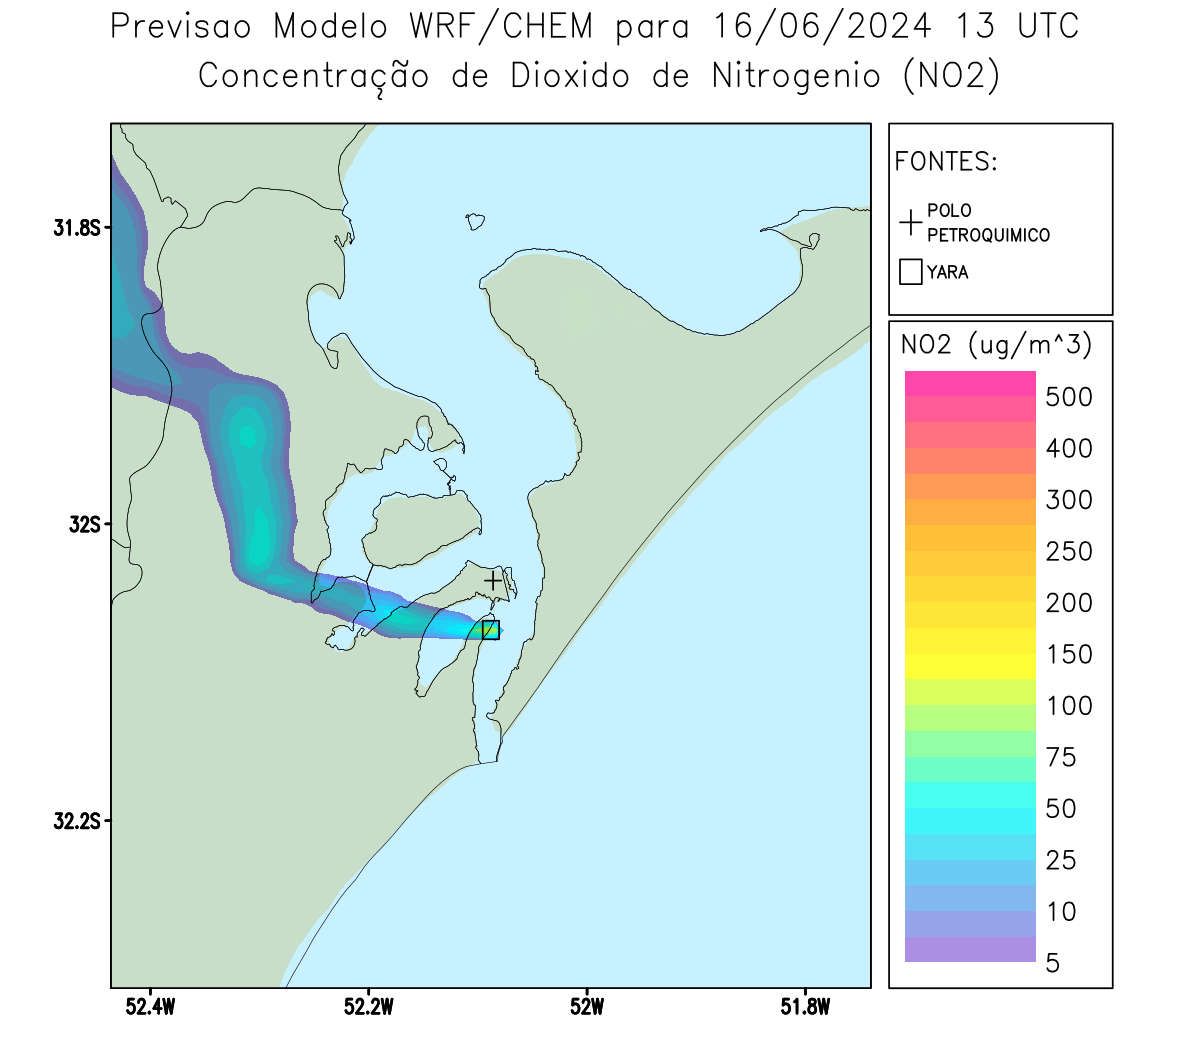 Previsao Modelo WRF/CHEM para 16/06/2024 13 UTC
Concentração de Dioxido de Nitrogenio (NO2)
FONTES:
POLO
PETROQUIMICO
YARA
NO2 (ug/m^3)
500
400
300
250
200
150
100
75
50
25
10
5
31.8S
32S
32.2S
52.4W
52.2W
52W
51.8W